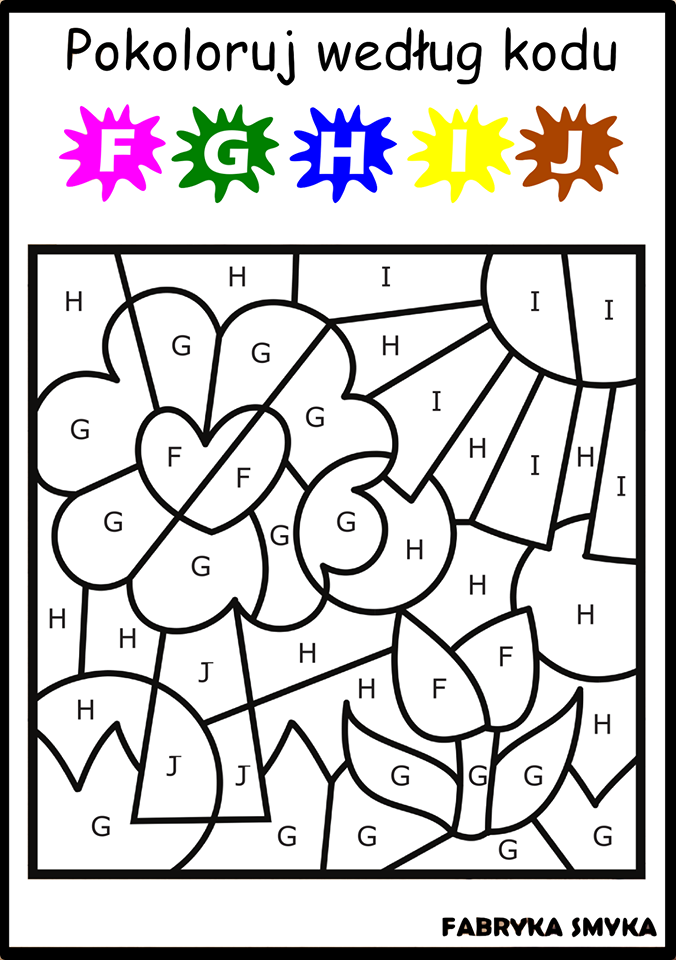 Pokoloruj według kodu
F G H I J
H H I I I
G G H
G G I
F F H I H I
G G G H
G H H
H H H
J F F
H H H
J J G G G
G G G G
G
FABRYKA SMYKA